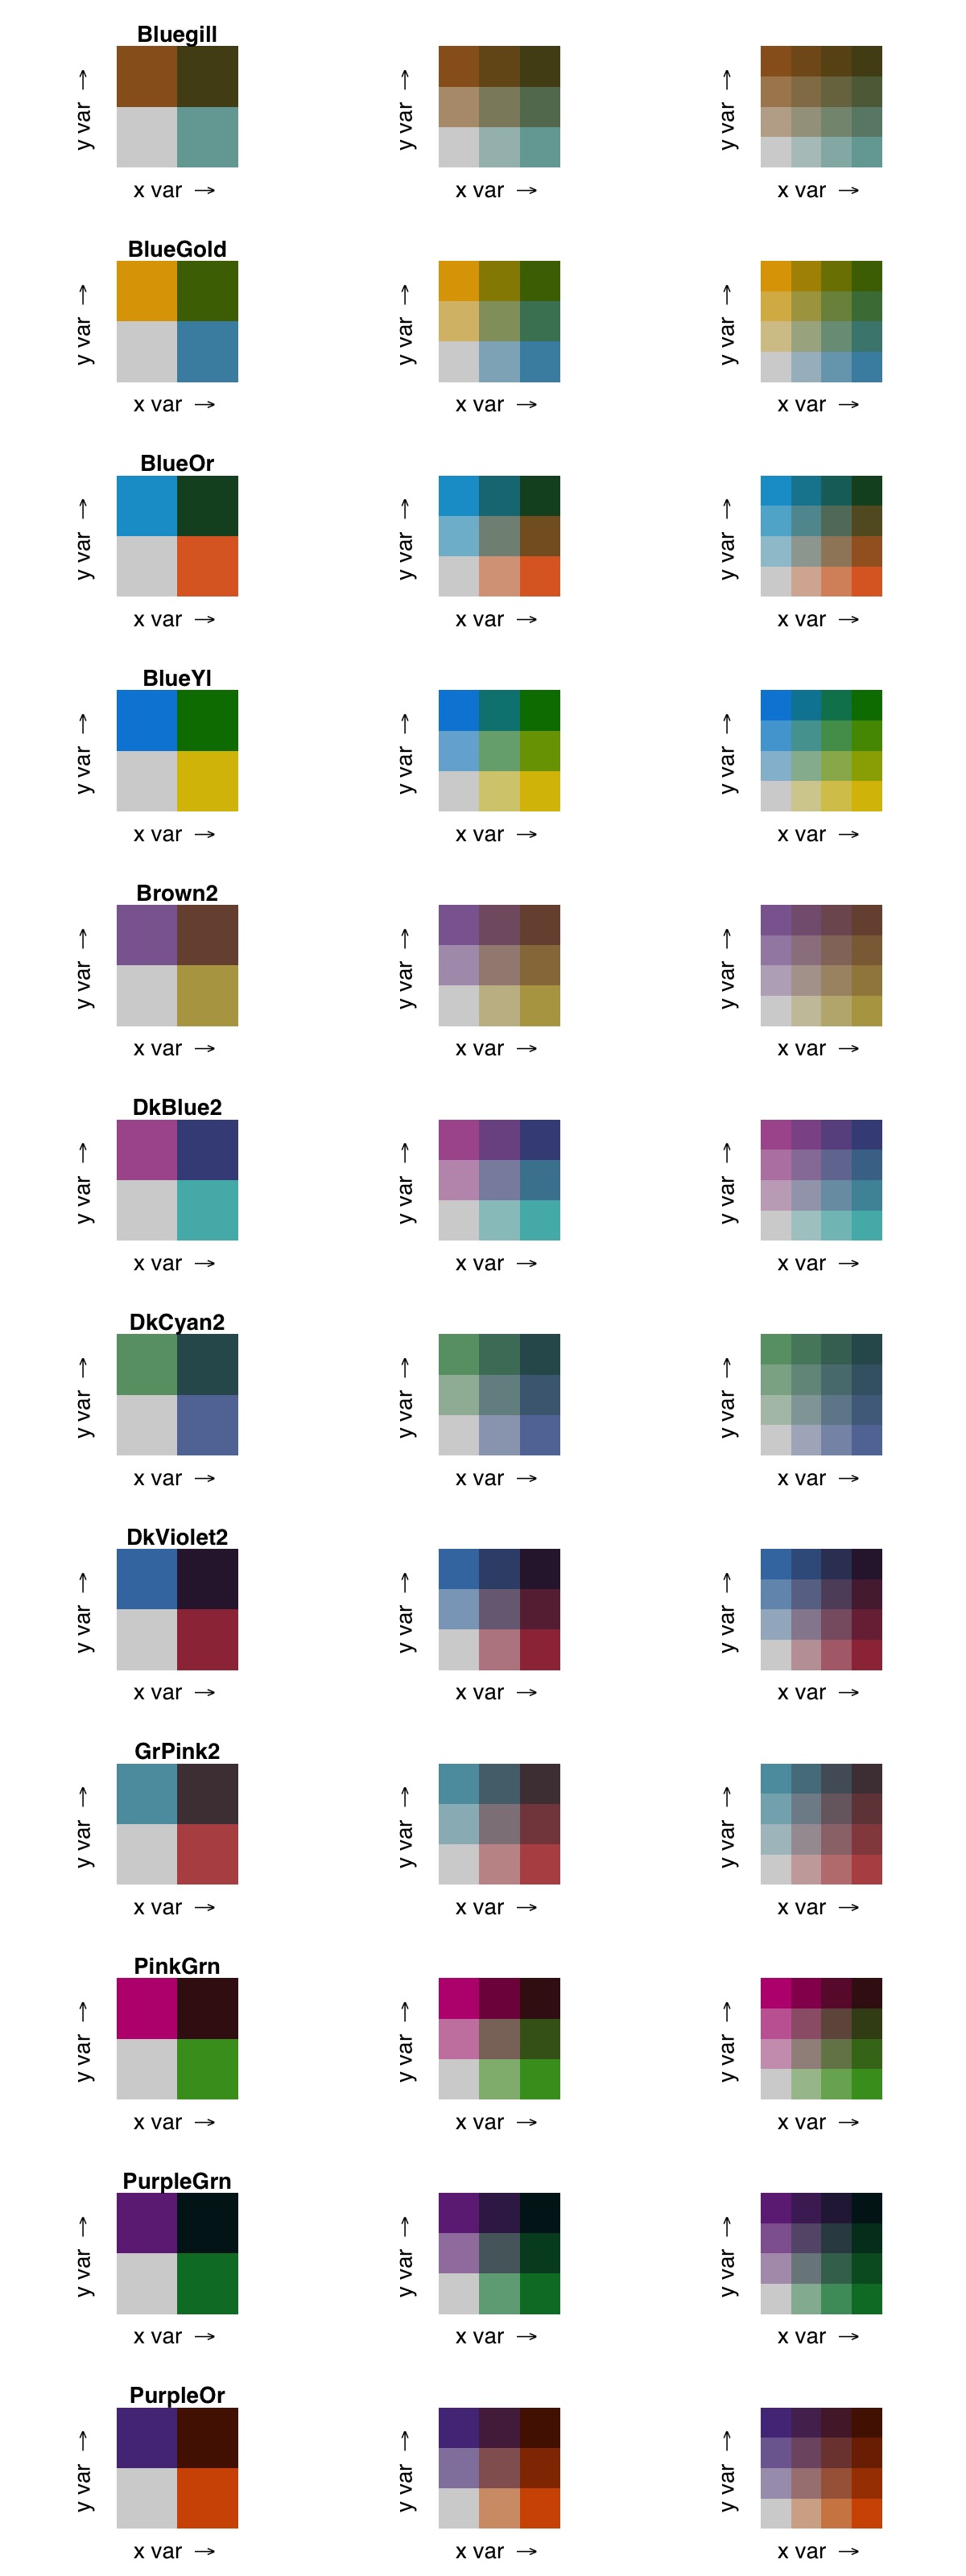 Bluegill
y var →
y var →
y var →
x var →
x var →
x var →
BlueGold
y var →
y var →
y var →
x var →
x var →
x var →
BlueOr
y var →
y var →
y var →
x var →
x var →
x var →
BlueYl
y var →
y var →
y var →
x var →
x var →
x var →
Brown2
y var →
y var →
y var →
x var →
x var →
x var →
DkBlue2
y var →
y var →
y var →
x var →
x var →
x var →
DkCyan2
y var →
y var →
y var →
x var →
x var →
x var →
DkViolet2
y var →
y var →
y var →
x var →
x var →
x var →
GrPink2
y var →
y var →
y var →
x var →
x var →
x var →
PinkGrn
y var →
y var →
y var →
x var →
x var →
x var →
PurpleGrn
y var →
y var →
y var →
x var →
x var →
x var →
PurpleOr
y var →
y var →
y var →
x var →
x var →
x var →